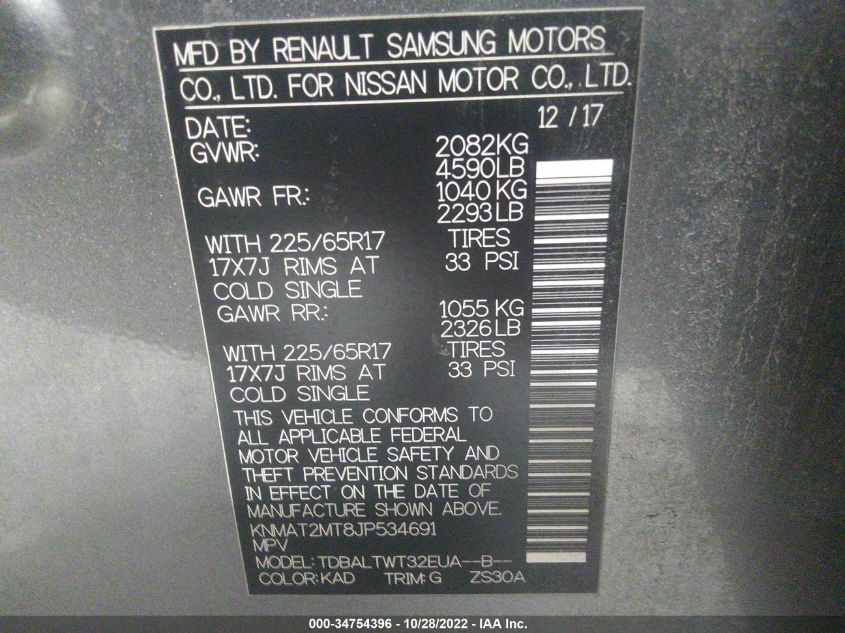 MFD BY RENAULT SAMSUNG MOTORS
CO., LTD. FOR NISSAN MOTOR CO., LTD.
DATE: 12 / 17
GVWR: 2082KG
4590LB
GAWR FR.: 1040 KG
2293 LB
WITH 225/65R17 TIRES
17X7J RIMS AT 33 PSI
COLD SINGLE
GAWR RR.: 1055 KG
2326 LB
WITH 225/65R17 TIRES
17X7J RIMS AT 33 PSI
COLD SINGLE
THIS VEHICLE CONFORMS TO
ALL APPLICABLE FEDERAL
MOTOR VEHICLE SAFETY AND
THEFT PREVENTION STANDARDS
IN EFFECT ON THE DATE OF
MANUFACTURE SHOWN ABOVE.
KNMAT2MT8JP534691
MPV
MODEL: TDBALTWT32EUA--B--
COLOR: KAD TRIM: G ZS30A
000-34754396 - 10/28/2022 - IAA Inc.